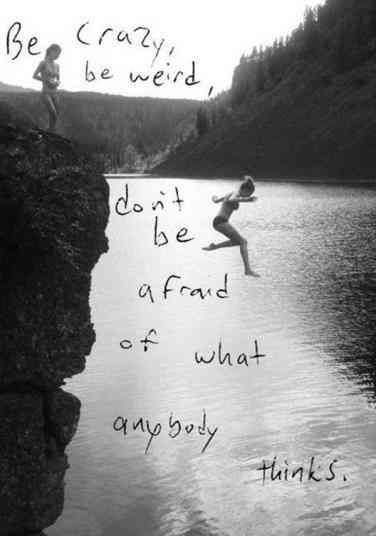 Be crazy,
be weird,
don't
be
afraid
of what
anybody
thinks.